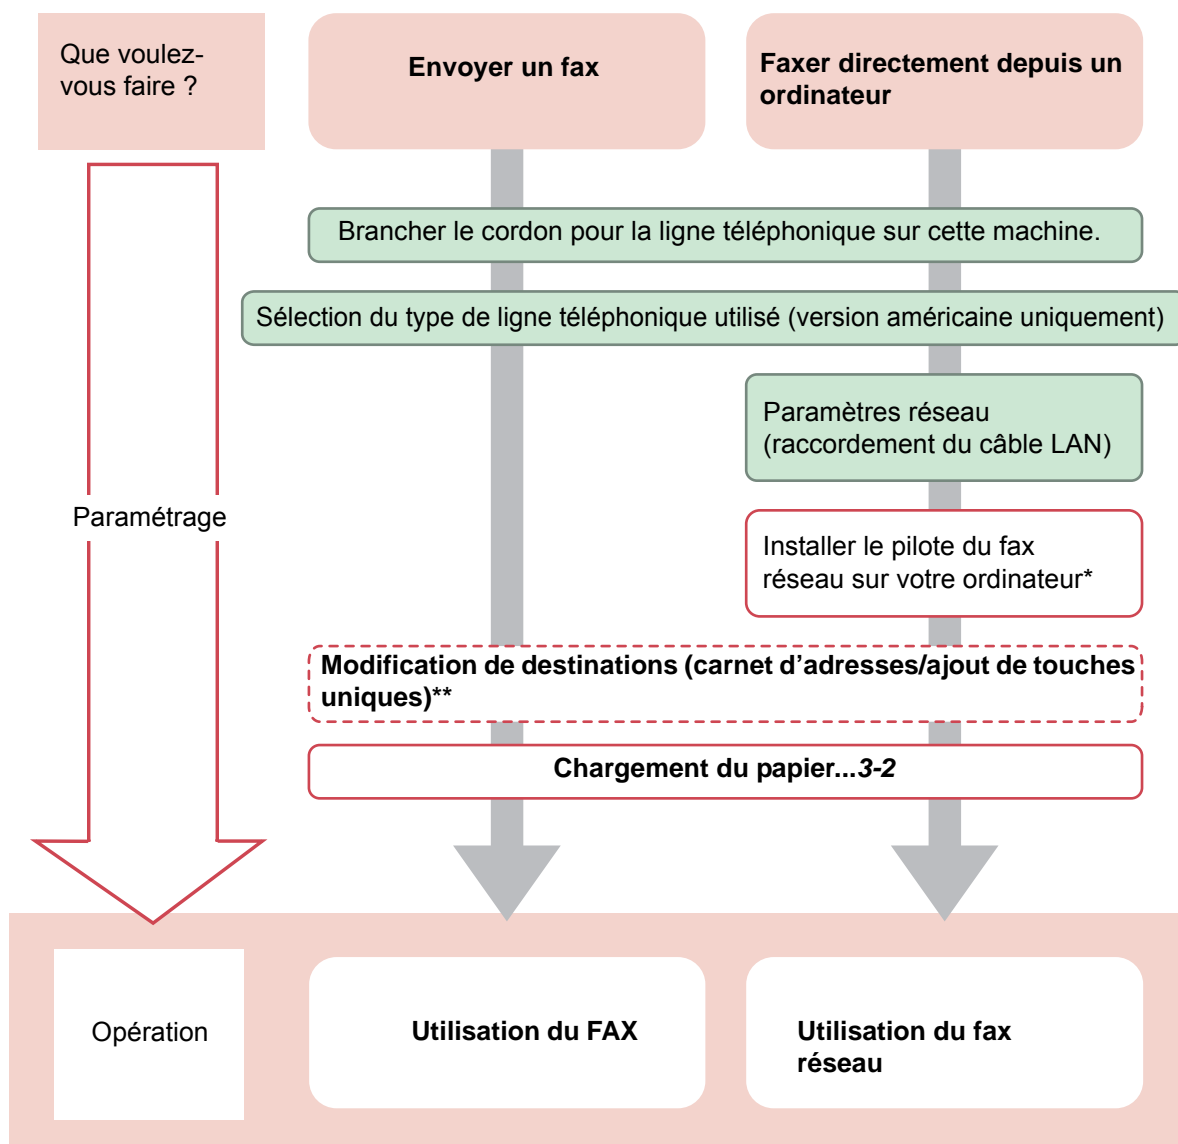 Que voulez-
vous faire ?
Envoyer un fax
Faxer directement depuis un
ordinateur
Brancher le cordon pour la ligne téléphonique sur cette machine.
Sélection du type de ligne téléphonique utilisé (version américaine uniquement)
Paramètres réseau
(raccordement du câble LAN)
Paramétrage
Installer le pilote du fax
réseau sur votre ordinateur*
Modification de destinations (carnet d’adresses/ajout de touches
uniques)**
Chargement du papier...3-2
Opération
Utilisation du FAX
Utilisation du fax
réseau